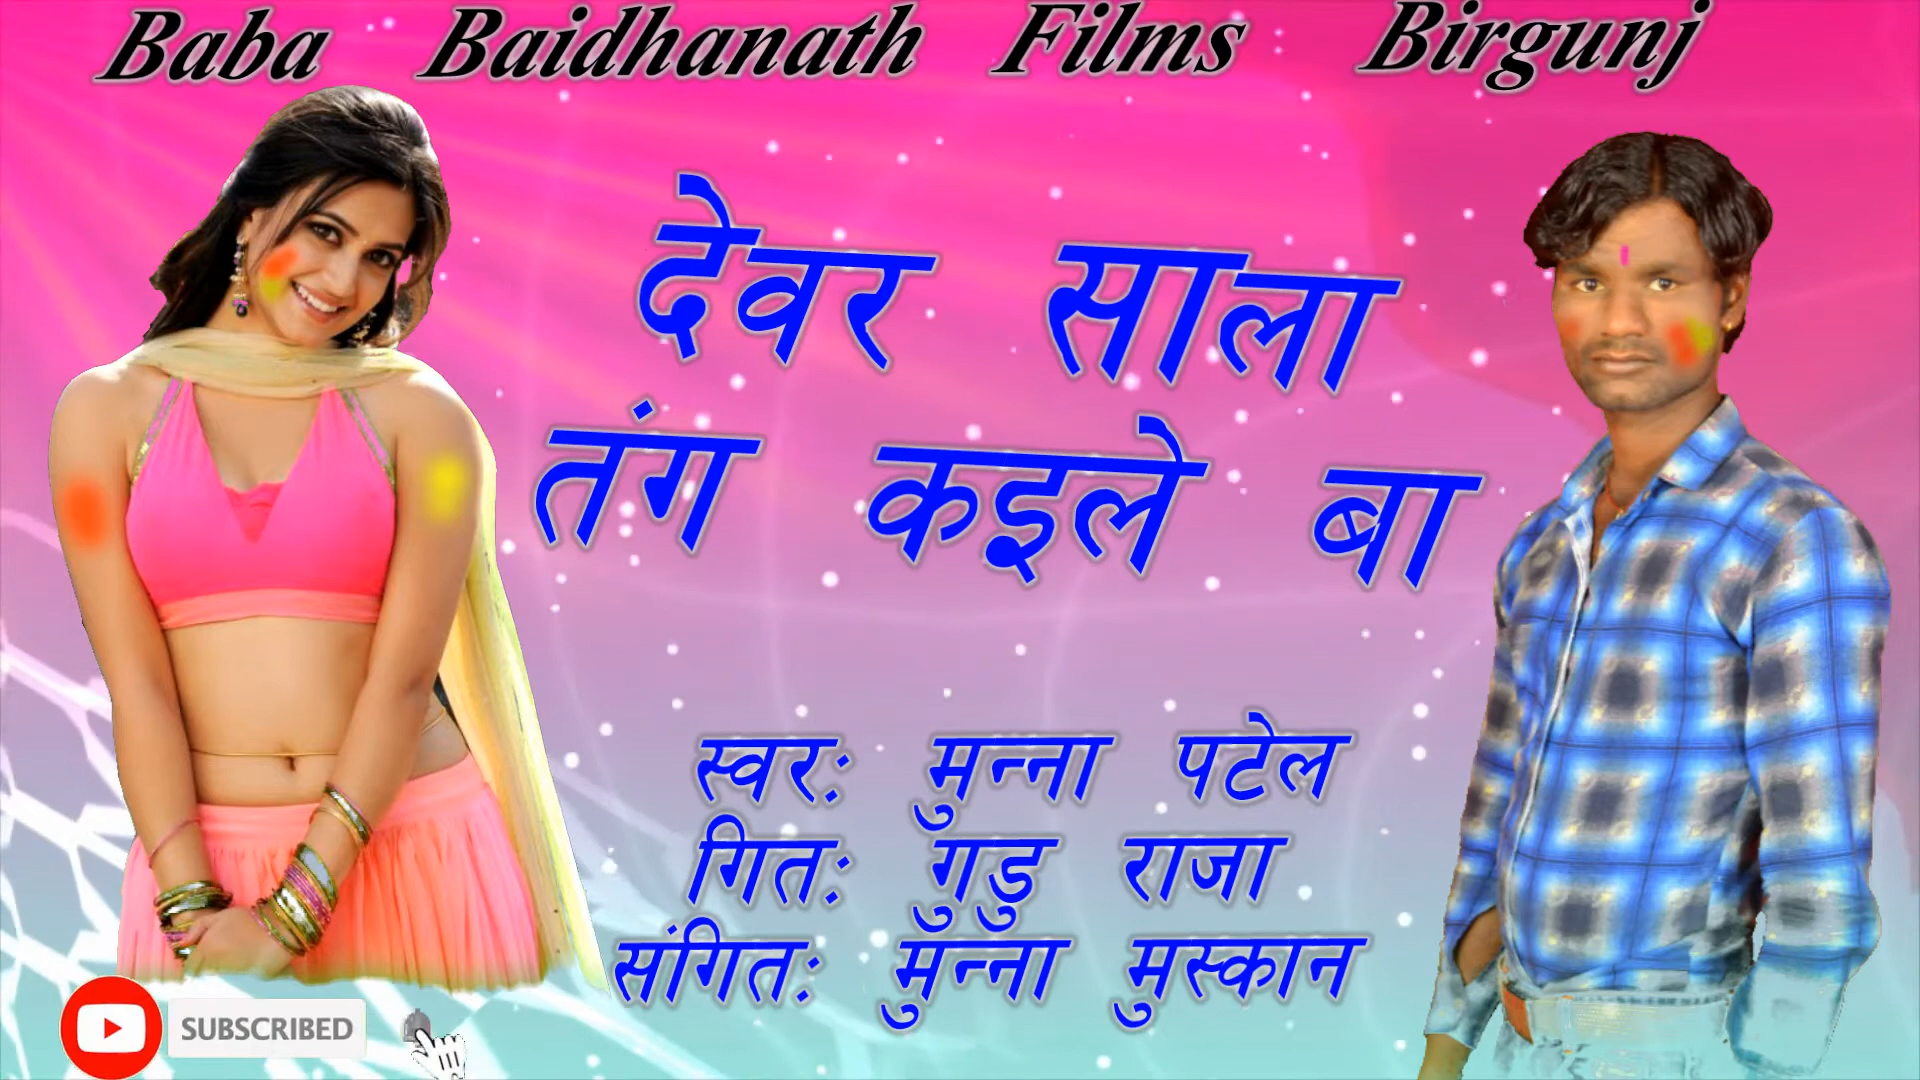 Baba Baidhanath Films Birgunj
देवर साला
तंग कइले बा
स्वरः मुन्ना पटेल
गितः गुडु राजा
संगितः मुन्ना मुस्कान
SUBSCRIBED